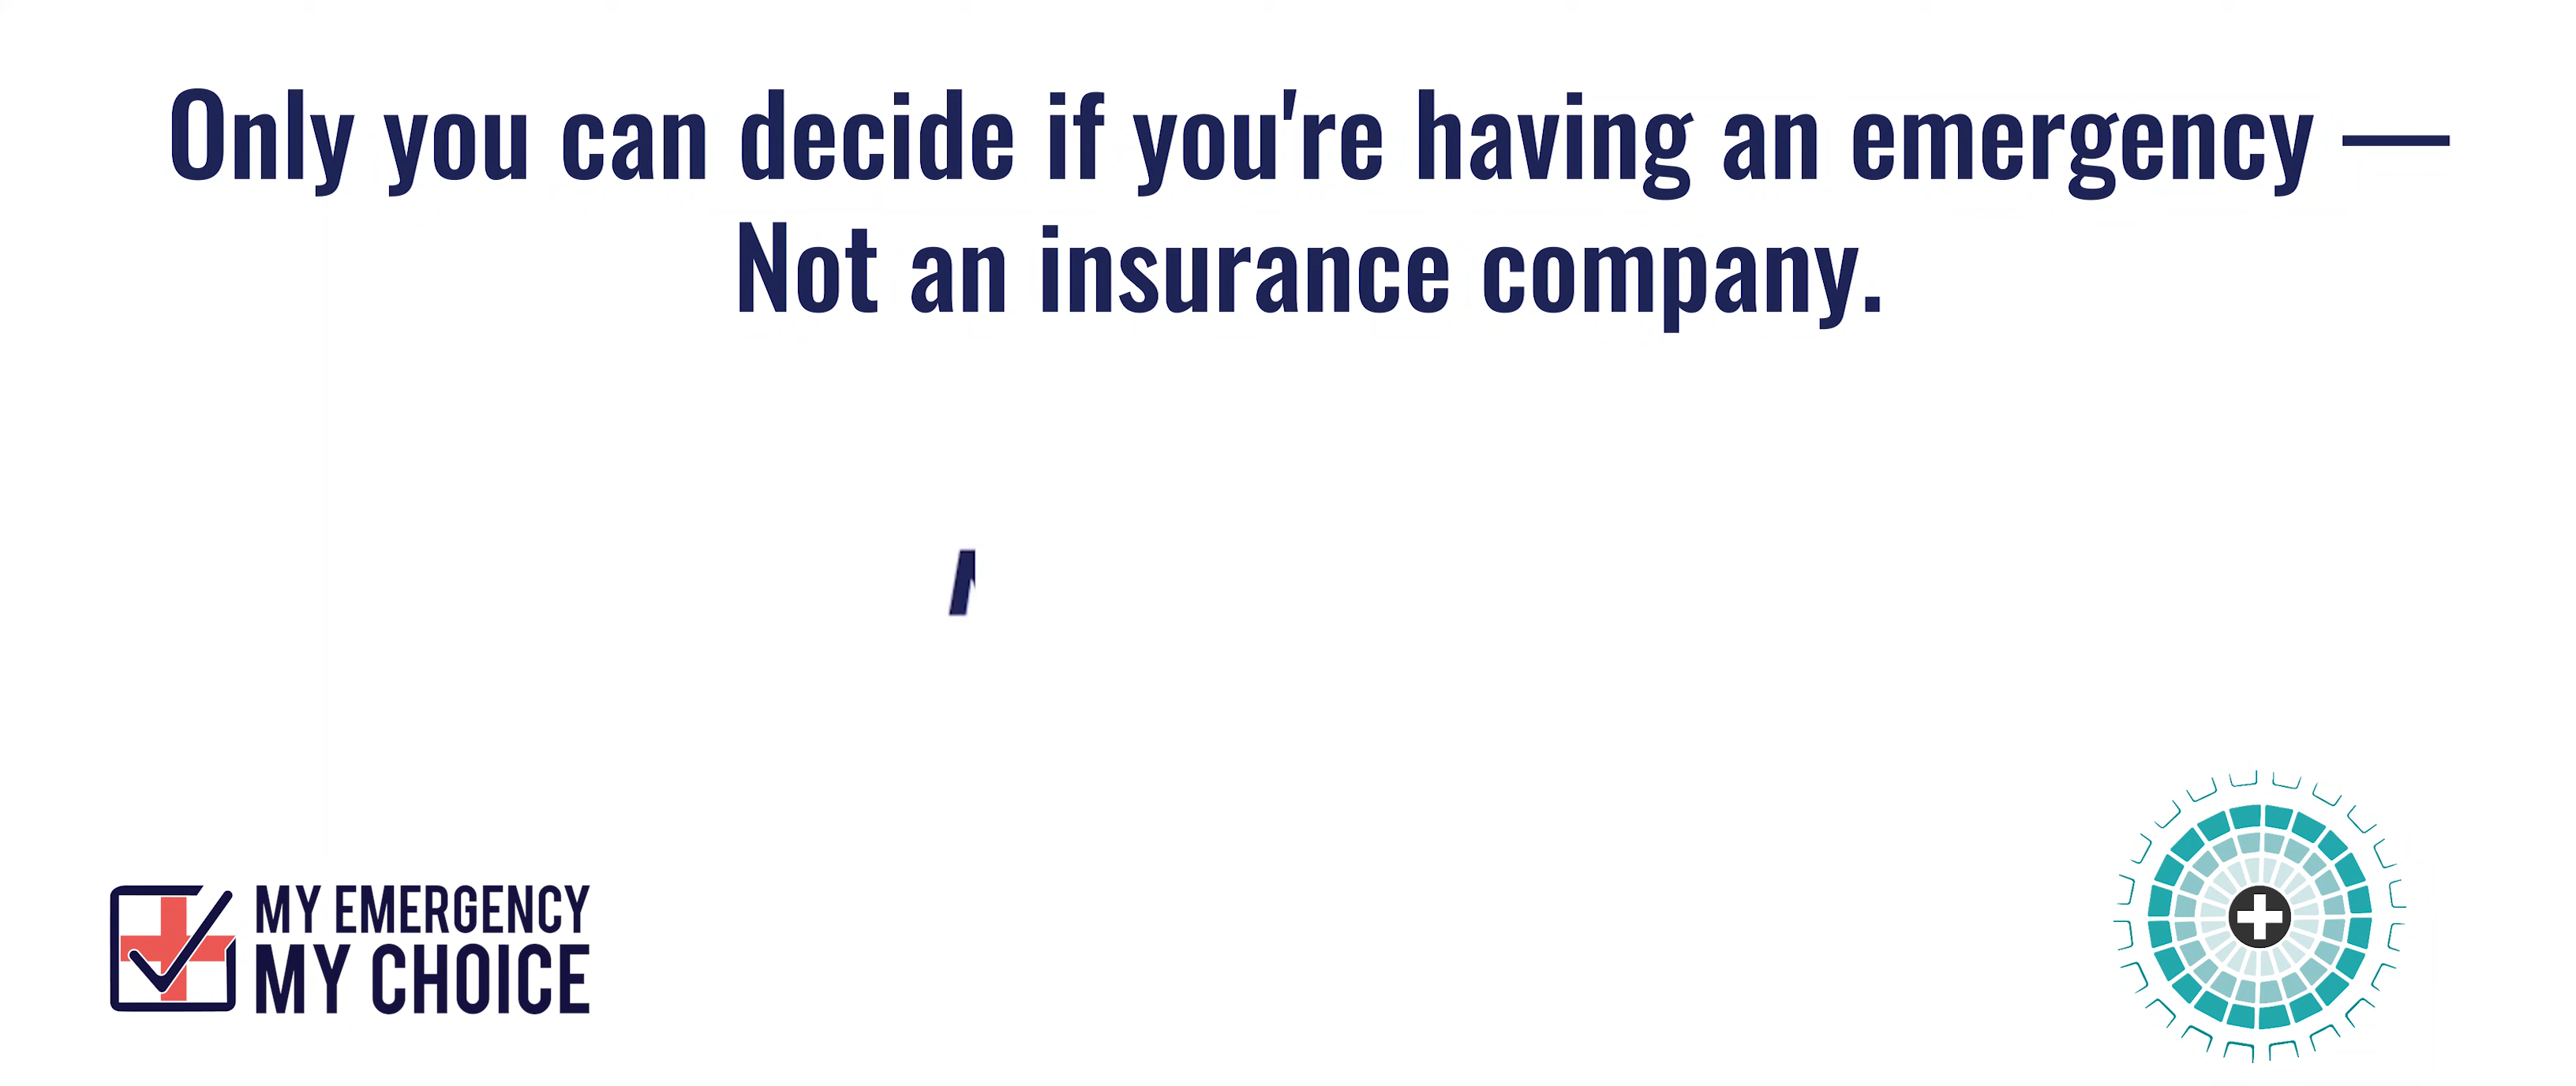 Only you can decide if you're having an emergency —
Not an insurance company.
MY EMERGENCY
MY CHOICE